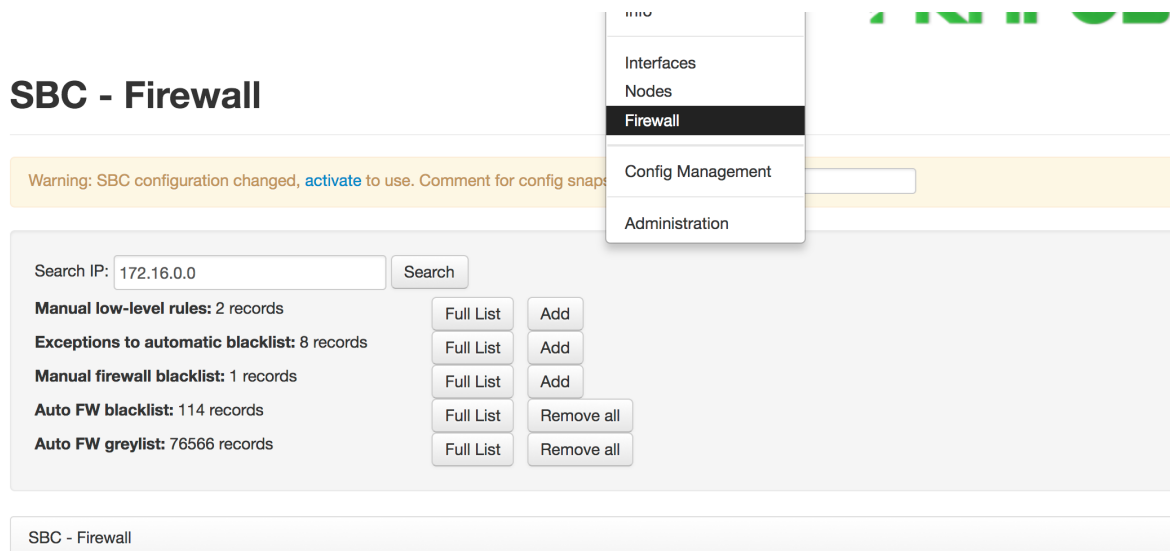 Info
Interfaces
Nodes
Firewall
Config Management
Administration
SBC - Firewall
Warning: SBC configuration changed, activate to use. Comment for config snaps
Search IP: 172.16.0.0 Search
Manual low-level rules: 2 records Full List Add
Exceptions to automatic blacklist: 8 records Full List Add
Manual firewall blacklist: 1 records Full List Add
Auto FW blacklist: 114 records Full List Remove all
Auto FW greylist: 76566 records Full List Remove all
SBC - Firewall